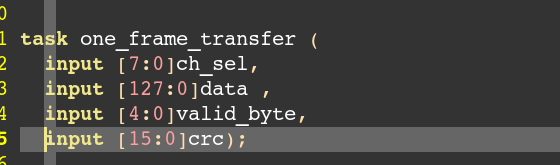 0
1 task one_frame_transfer (
2 input [7:0]ch_sel,
3 input [127:0]data ,
4 input [4:0]valid_byte,
5 input [15:0]crc);
6